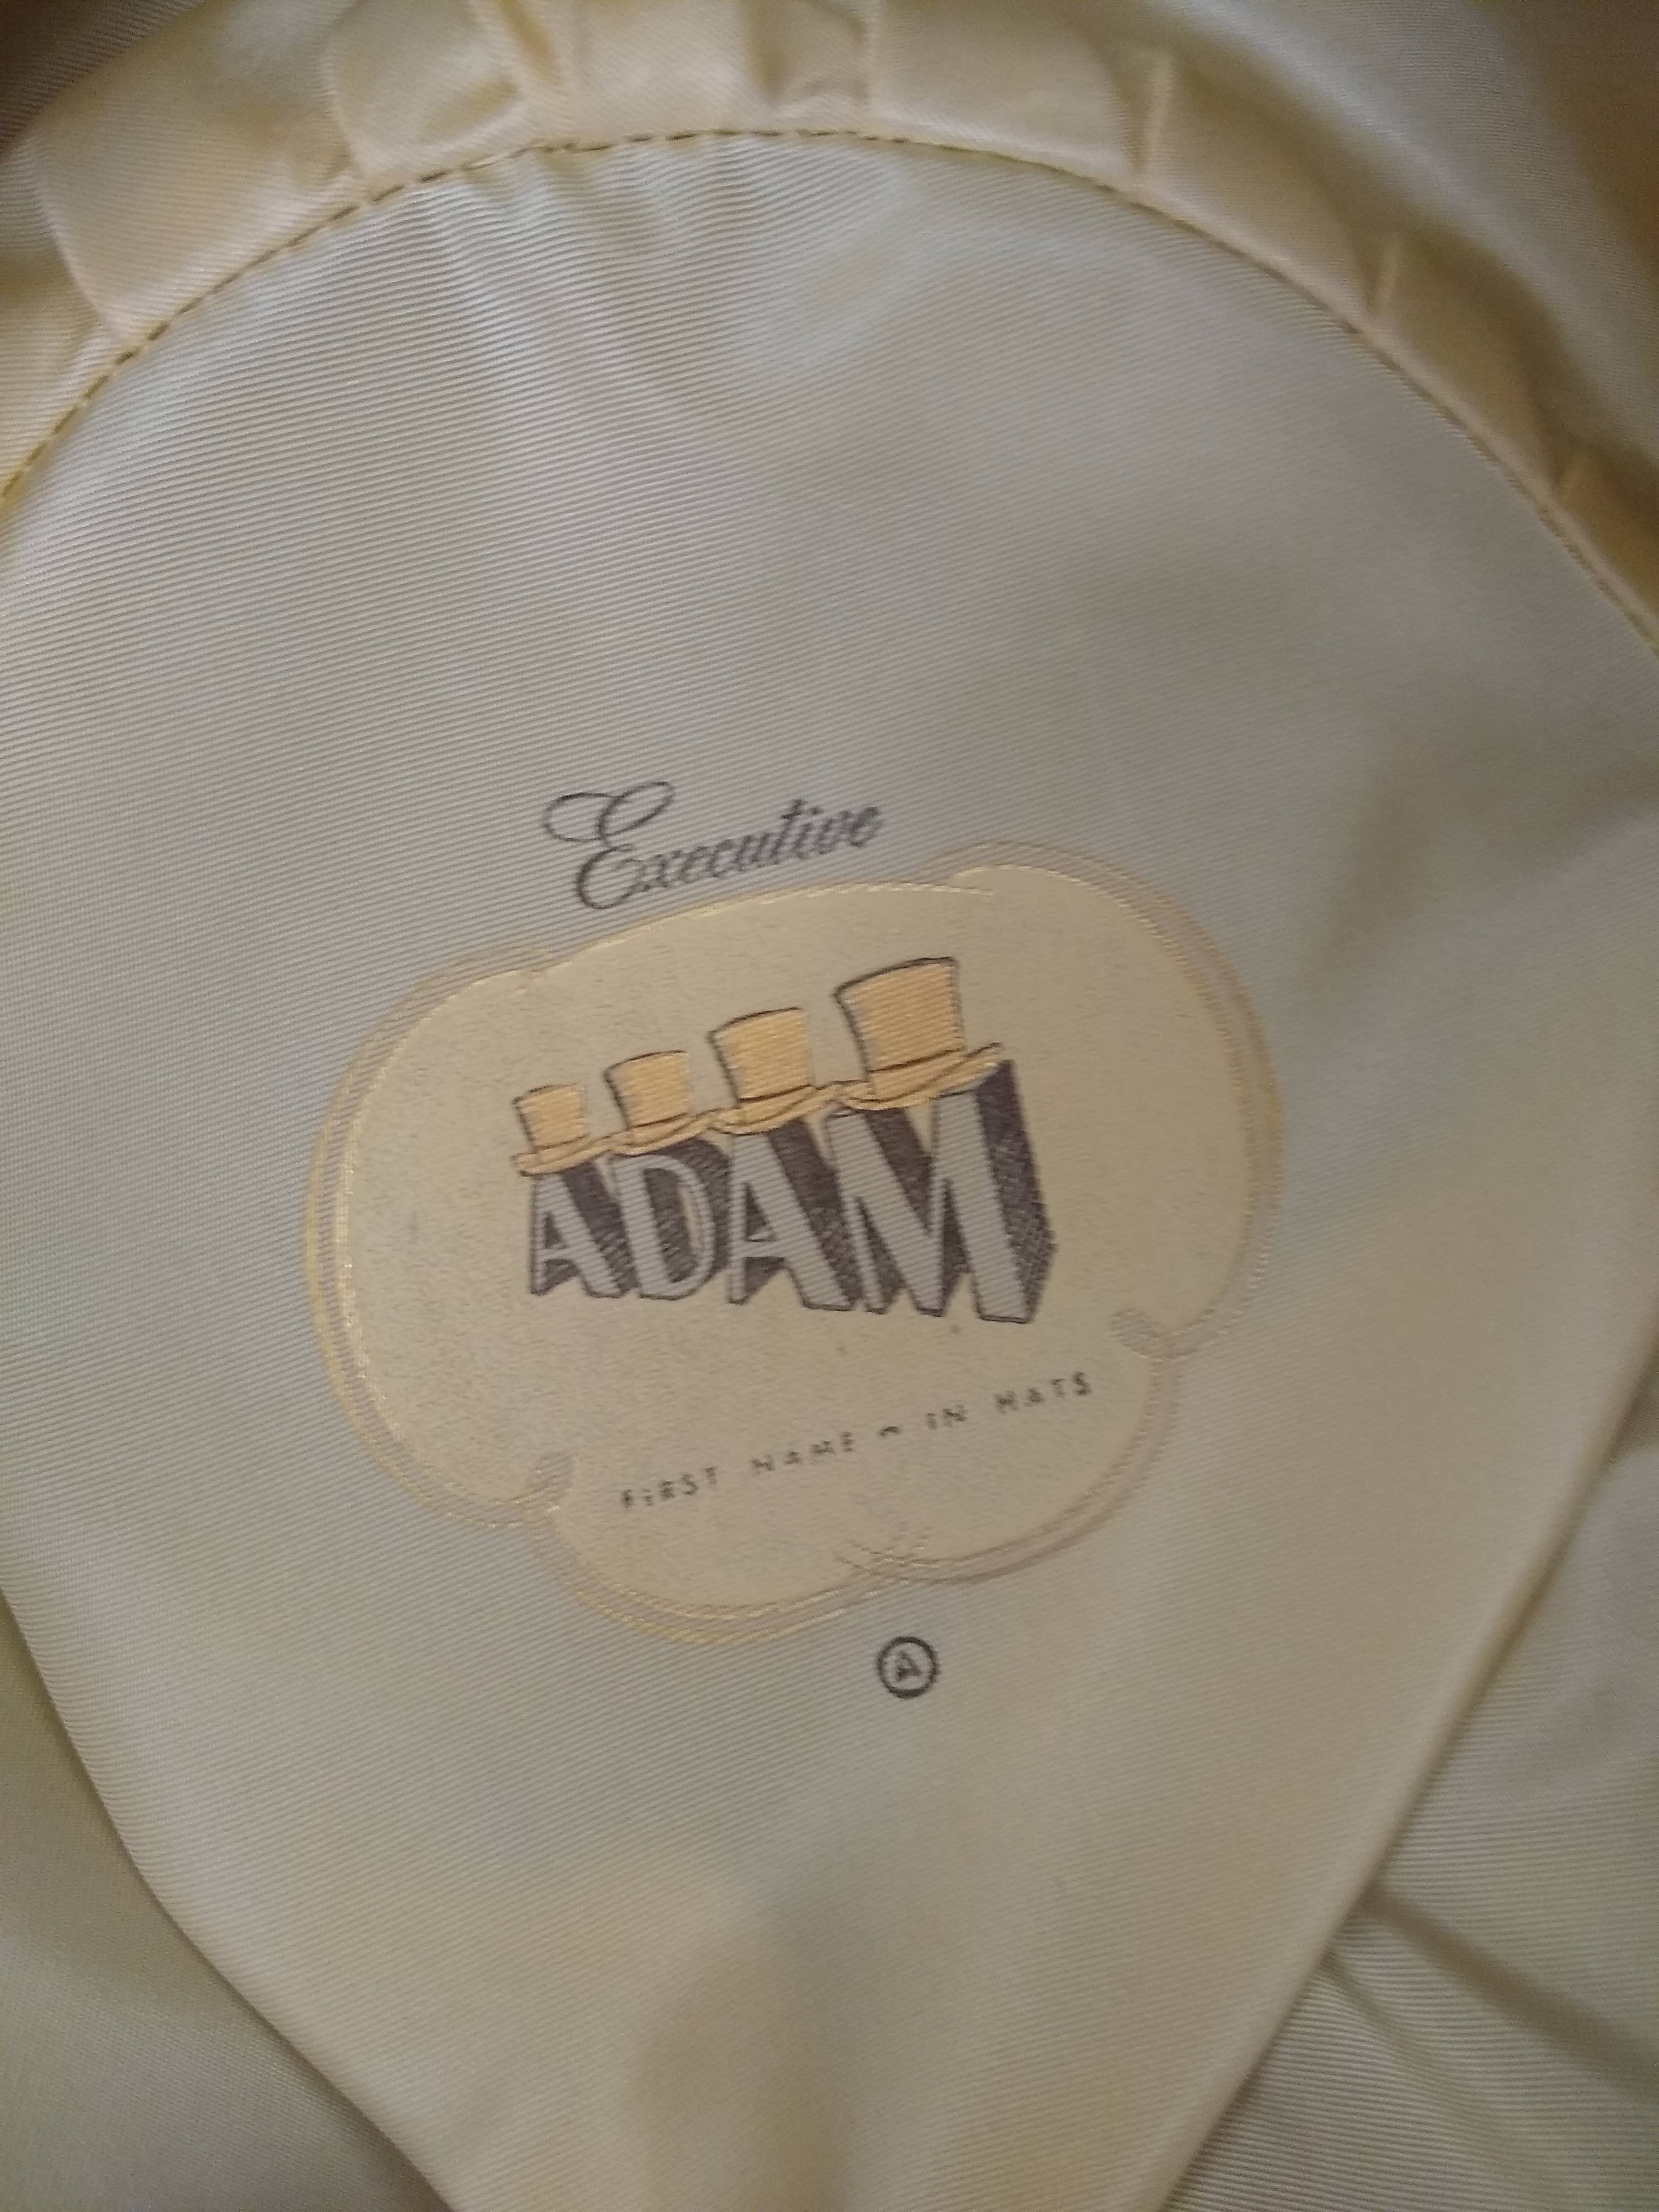 Executive
ADAM
FIRST NAME ~ IN HATS
A